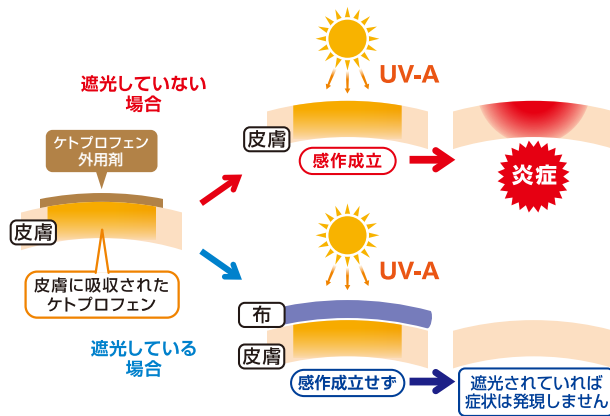 遮光していない
場合
ケトプロフェン
外用剤
皮膚
皮膚に吸収された
ケトプロフェン
UV-A
皮膚
感作成立
炎症
遮光している
場合
UV-A
布
皮膚
感作成立せず
遮光されていれば
症状は発現しません